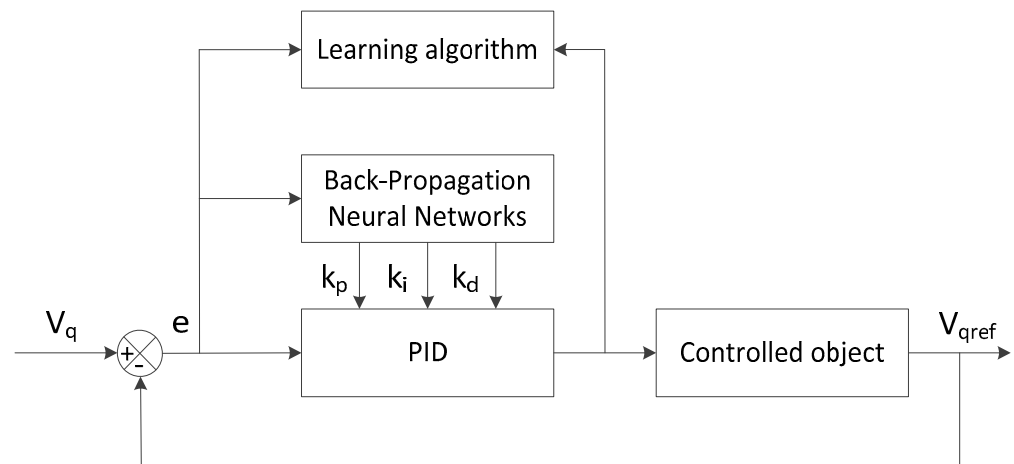 Learning algorithm
Back-Propagation
Neural Networks
kp ki kd
Vq
e
+
-
PID
Controlled object
Vqref